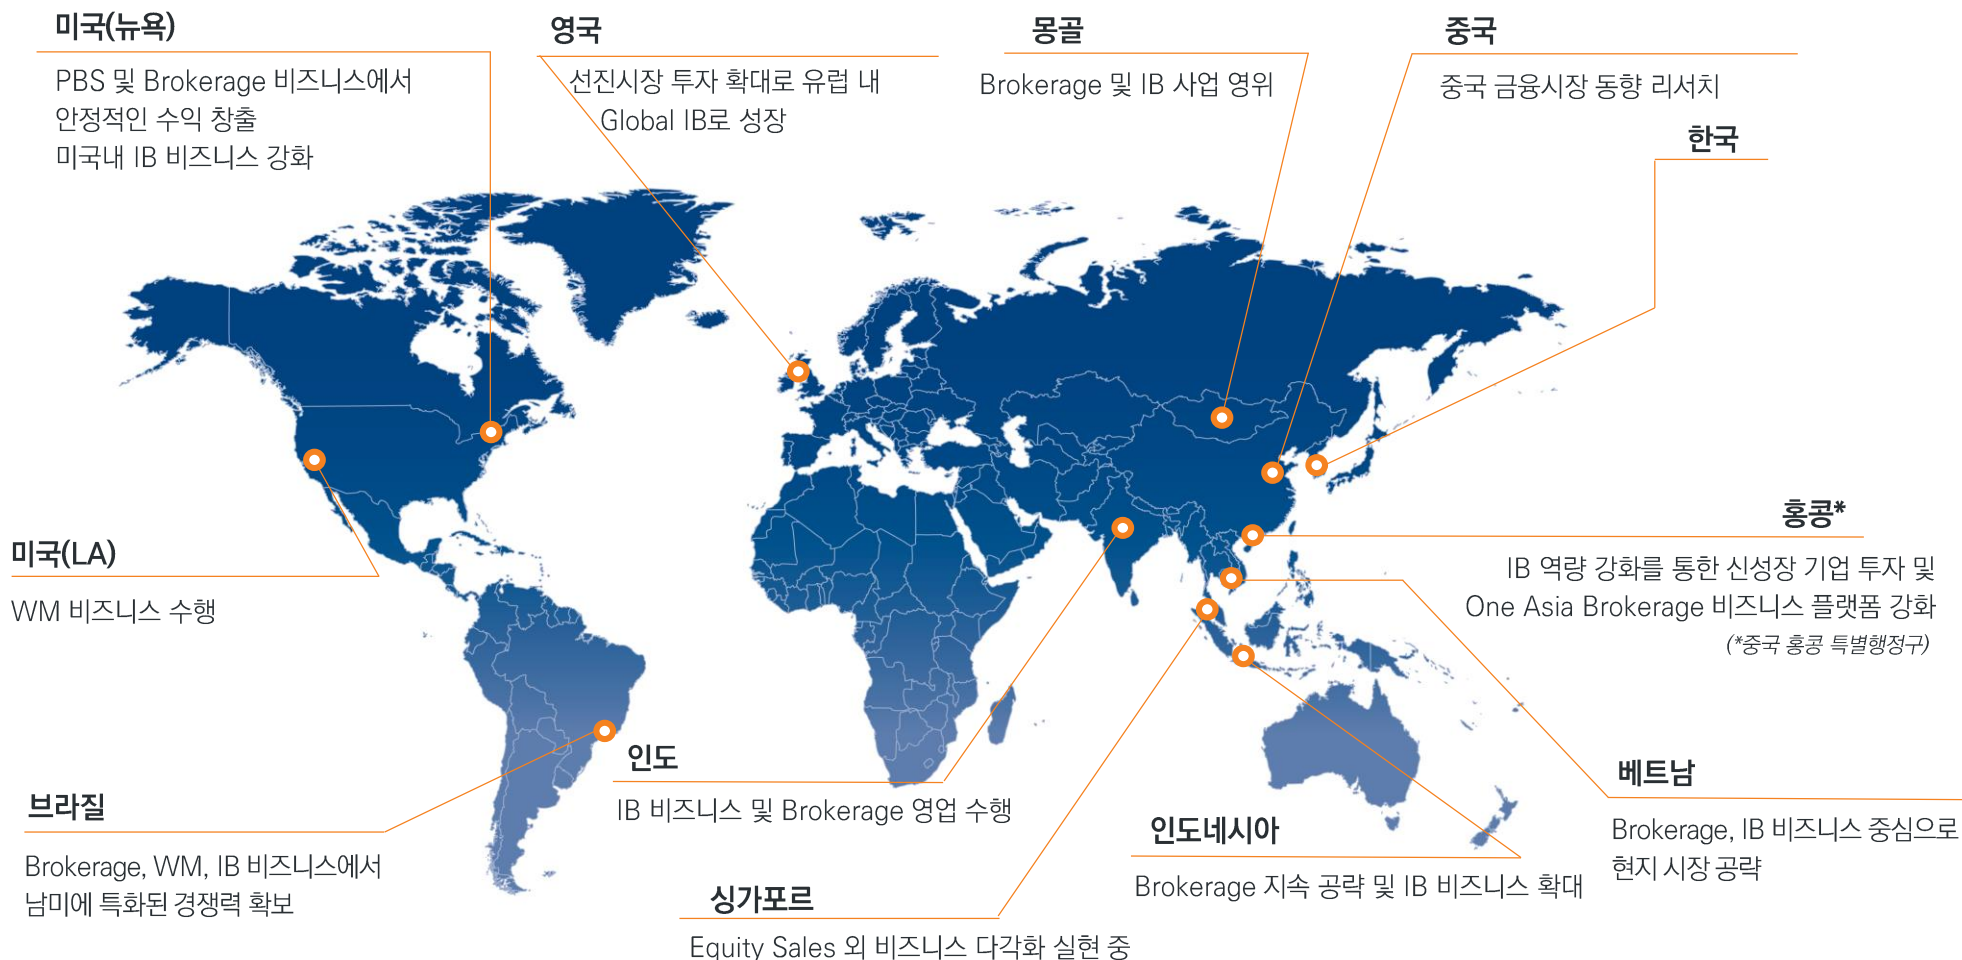 미국(뉴욕)
PBS 및 Brokerage 비즈니스에서
안정적인 수익 창출
미국내 IB 비즈니스 강화
영국
선진시장 투자 확대로 유럽 내
Global IB로 성장
몽골
Brokerage 및 IB 사업 영위
중국
중국 금융시장 동향 리서치
한국
홍콩*
IB 역량 강화를 통한 신성장 기업 투자 및
One Asia Brokerage 비즈니스 플랫폼 강화
(*중국 홍콩 특별행정구)
미국(LA)
WM 비즈니스 수행
브라질
Brokerage, WM, IB 비즈니스에서
남미에 특화된 경쟁력 확보
인도
IB 비즈니스 및 Brokerage 영업 수행
싱가포르
Equity Sales 외 비즈니스 다각화 실현 중
인도네시아
Brokerage 지속 공략 및 IB 비즈니스 확대
베트남
Brokerage, IB 비즈니스 중심으로
현지 시장 공략